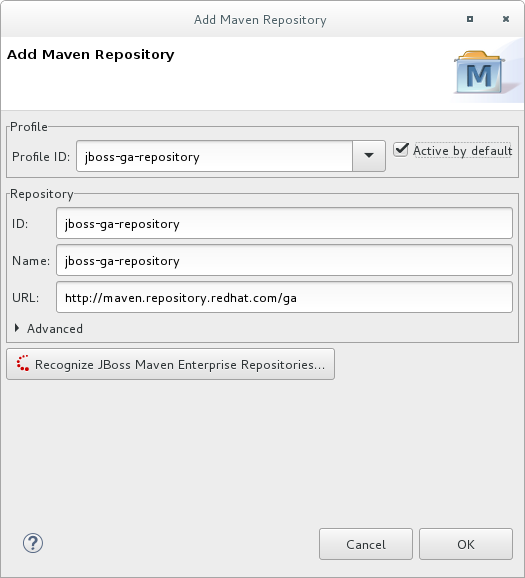 Add Maven Repository
Add Maven Repository
M
Profile
Profile ID: jboss-ga-repository Active by default
Repository
ID: jboss-ga-repository
Name: jboss-ga-repository
URL: http://maven.repository.redhat.com/ga
Advanced
Recognize JBoss Maven Enterprise Repositories...
? Cancel OK